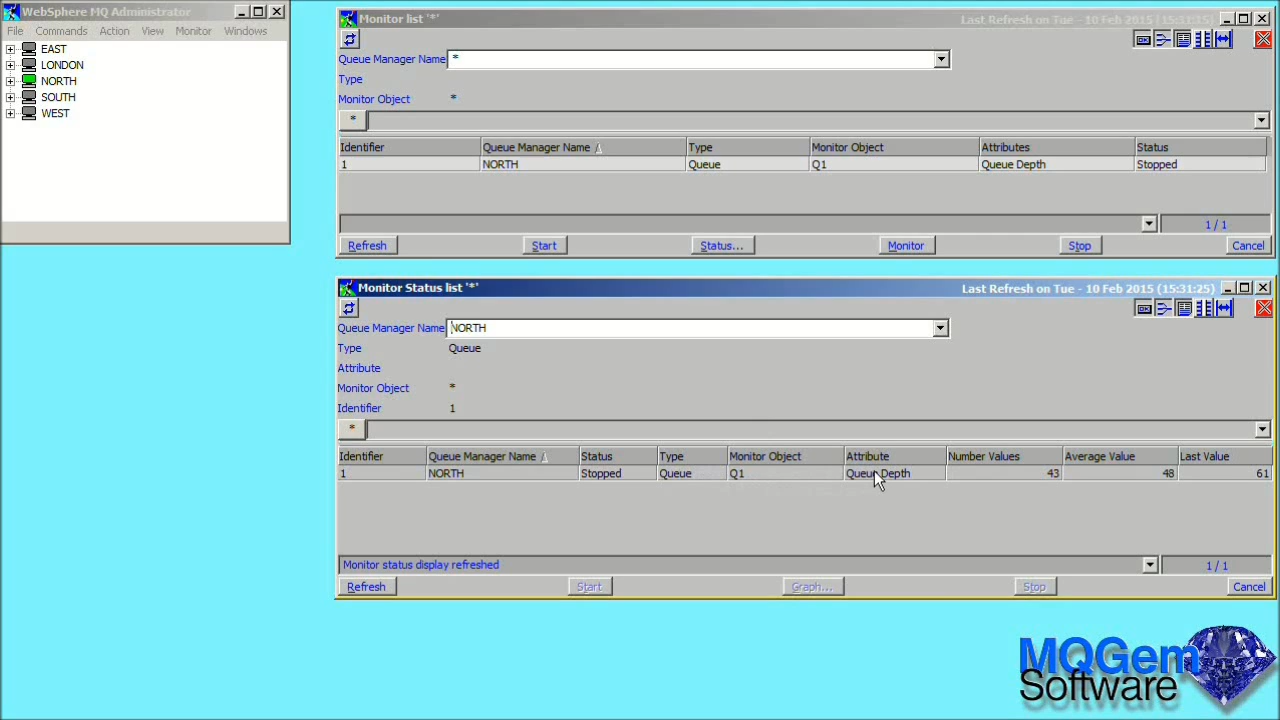 WebSphere MQ Administrator
File Commands Action View Monitor Windows
EAST
LONDON
NORTH
SOUTH
WEST
Monitor list '*' Last Refresh on Tue - 10 Feb 2015 (15:31:25)
Queue Manager Name *
Type
Monitor Object *
*
Identifier Queue Manager Name Type Monitor Object Attributes Status
1 NORTH Queue Q1 Queue Depth Stopped
1 / 1
Refresh Start Status... Monitor Stop Cancel
Monitor Status list '*' Last Refresh on Tue - 10 Feb 2015 (15:31:25)
Queue Manager Name NORTH
Type Queue
Attribute
Monitor Object *
Identifier 1
*
Identifier Queue Manager Name Status Type Monitor Object Attribute Number Values Average Value Last Value
1 NORTH Stopped Queue Q1 Queue Depth 43 48 61
Monitor status display refreshed 1 / 1
Refresh Start Graph... Stop Cancel
MQGem
Software